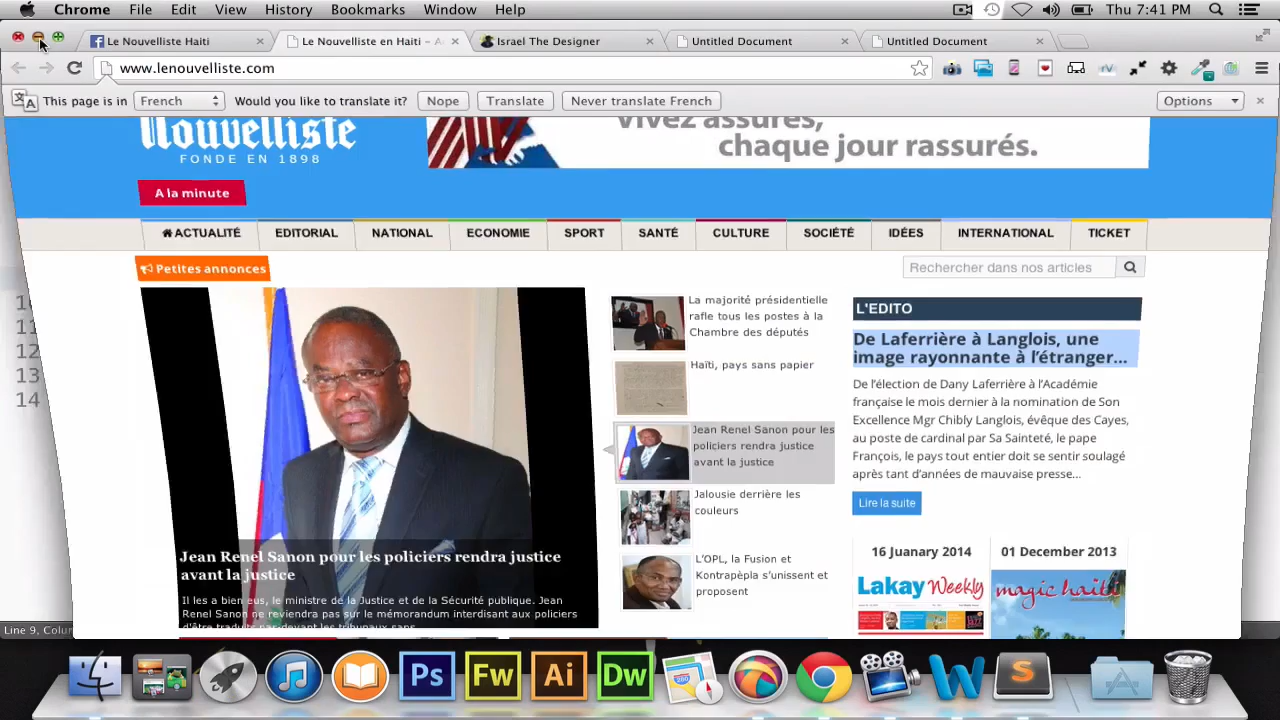 Chrome File Edit View History Bookmarks Window Help Thu 7:41 PM
Le Nouvelliste Haiti
Le Nouvelliste en Haiti – A
Israel The Designer
Untitled Document
Untitled Document
www.lenouvelliste.com
This page is in French Would you like to translate it? Nope Translate Never translate French Options
Nouvelliste
FONDE EN 1898
Vivez assurés,
chaque jour rassurés.
A la minute
ACTUALITÉ EDITORIAL NATIONAL ECONOMIE SPORT SANTÉ CULTURE SOCIÉTÉ IDÉES INTERNATIONAL TICKET
Petites annonces
Rechercher dans nos articles
Jean Renel Sanon pour les policiers rendra justice
avant la justice
Il les a bien eus, le ministre de la Justice et de la Sécurité publique. Jean
Renel Sanon ne reviendra pas sur le mémorandum interdisant aux policiers
d'être traduits par-devant les tribunaux sans
La majorité présidentielle
rafle tous les postes à la
Chambre des députés
Haïti, pays sans papier
Jean Renel Sanon pour les
policiers rendra justice
avant la justice
Jalousie derrière les
couleurs
L’OPL, la Fusion et
Kontrapèpla s’unissent et
proposent
L'EDITO
De Laferrière à Langlois, une
image rayonnante à l’étranger...
De l’élection de Dany Laferrière à l’Académie
française le mois dernier à la nomination de Son
Excellence Mgr Chibly Langlois, évêque des Cayes,
au poste de cardinal par Sa Sainteté, le pape
François, le pays tout entier doit se sentir soulagé
après tant d’années de mauvaise presse...
Lire la suite
16 Juanary 2014
01 December 2013
Lakay Weekly
magic haiti
11
12
13
14
Line 9, Colu
Ps
Fw
Ai
Dw
W
S